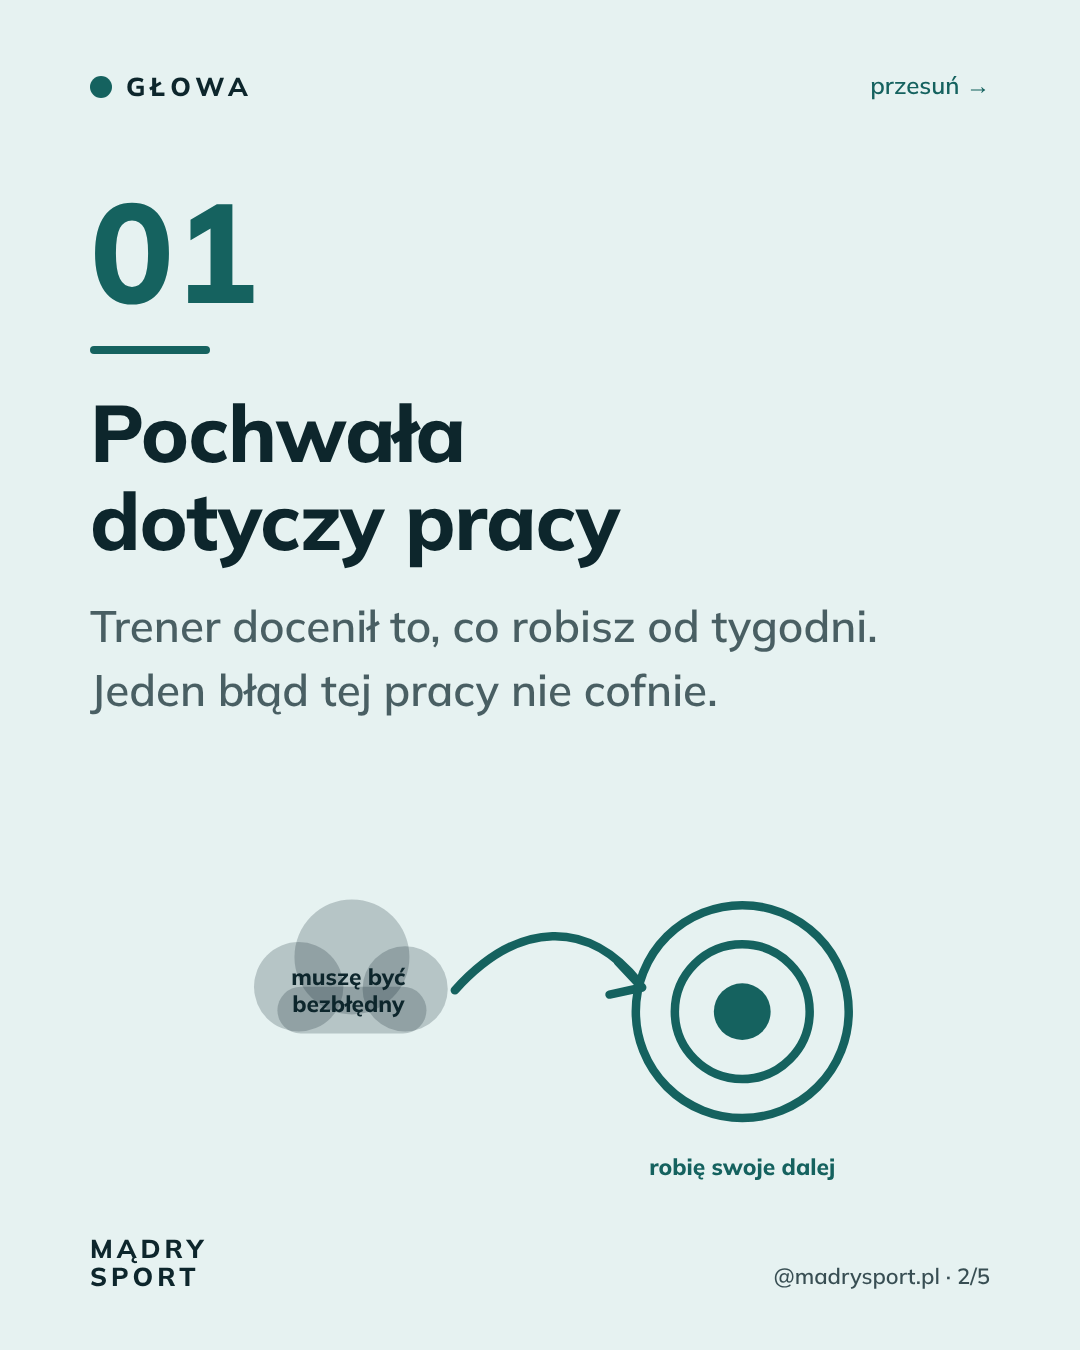 GŁOWA
przesuń →
01
Pochwała
dotyczy pracy
Trener docenił to, co robisz od tygodni.
Jeden błąd tej pracy nie cofnie.
muszę być
bezbłędny
robię swoje dalej
MĄDRY
SPORT
@madrysport.pl · 2/5